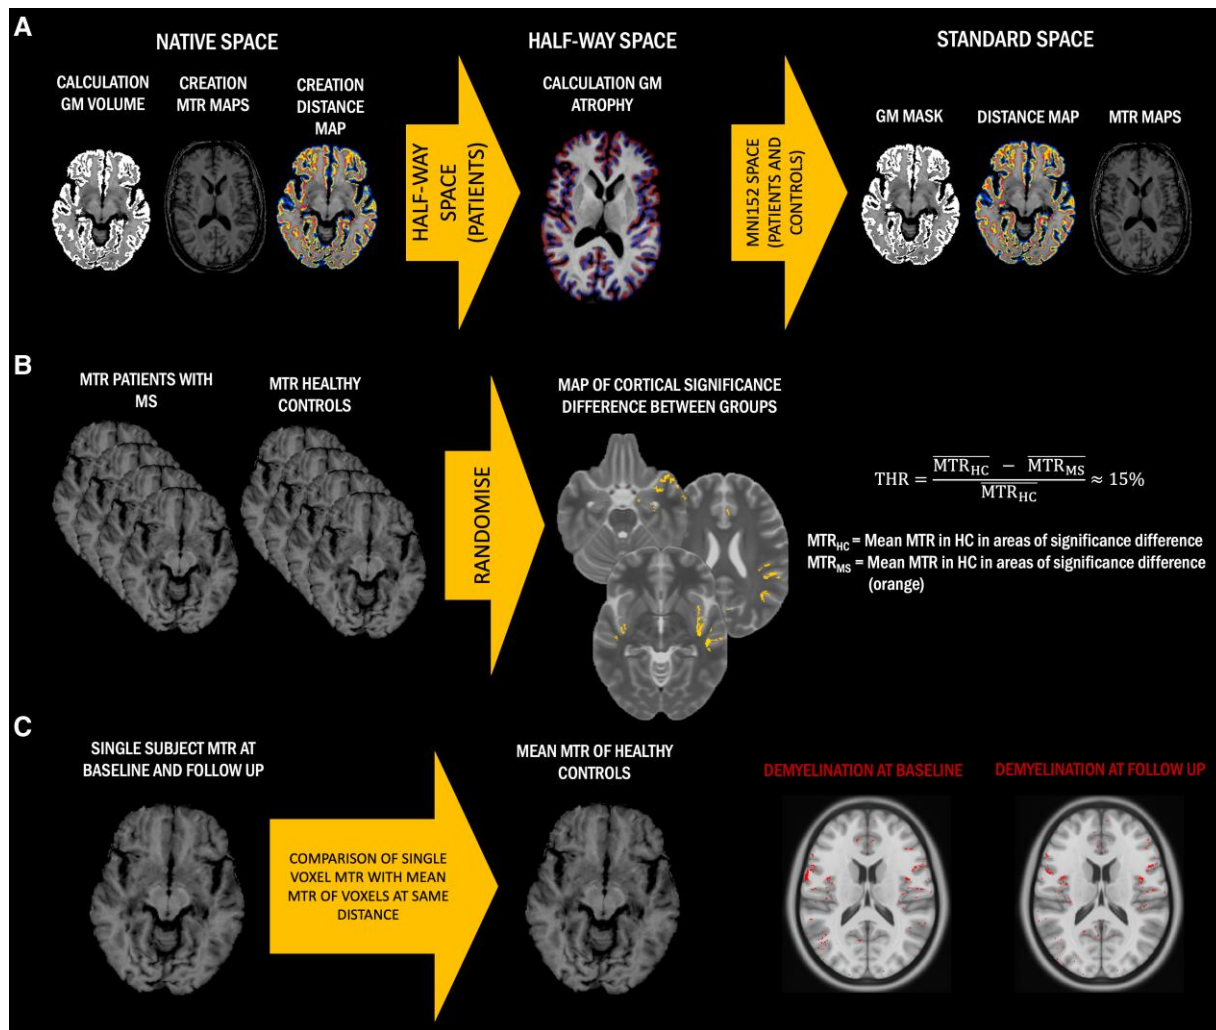 A
NATIVE SPACE
HALF-WAY SPACE
STANDARD SPACE
CALCULATION
GM VOLUME
CREATION
MTR MAPS
CREATION
DISTANCE
MAP
HALF-WAY
SPACE
(PATIENTS)
CALCULATION GM
ATROPHY
MNI152 SPACE
(PATIENTS AND
CONTROLS)
GM MASK
DISTANCE MAP
MTR MAPS
B
MTR PATIENTS WITH
MS
MTR HEALTHY
CONTROLS
RANDOMISE
MAP OF CORTICAL SIGNIFICANCE
DIFFERENCE BETWEEN GROUPS
THR = (MTR_HC − MTR_MS) / MTR_HC ≈ 15%
MTR_HC = Mean MTR in HC in areas of significance difference
MTR_MS = Mean MTR in HC in areas of significance difference
(orange)
C
SINGLE SUBJECT MTR AT
BASELINE AND FOLLOW UP
COMPARISON OF SINGLE
VOXEL MTR WITH MEAN
MTR OF VOXELS AT SAME
DISTANCE
MEAN MTR OF HEALTHY
CONTROLS
DEMYELINATION AT BASELINE
DEMYELINATION AT FOLLOW UP